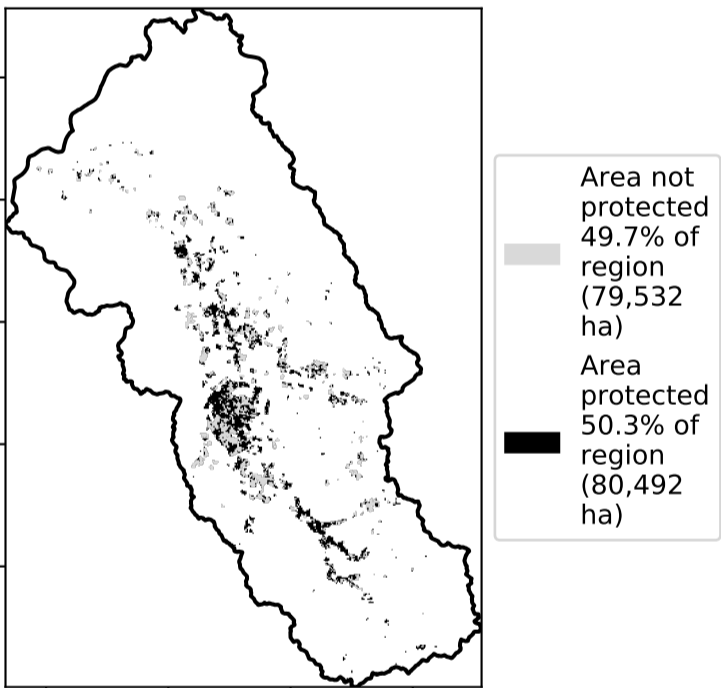 Area not
protected
49.7% of
region
(79,532
ha)
Area
protected
50.3% of
region
(80,492
ha)